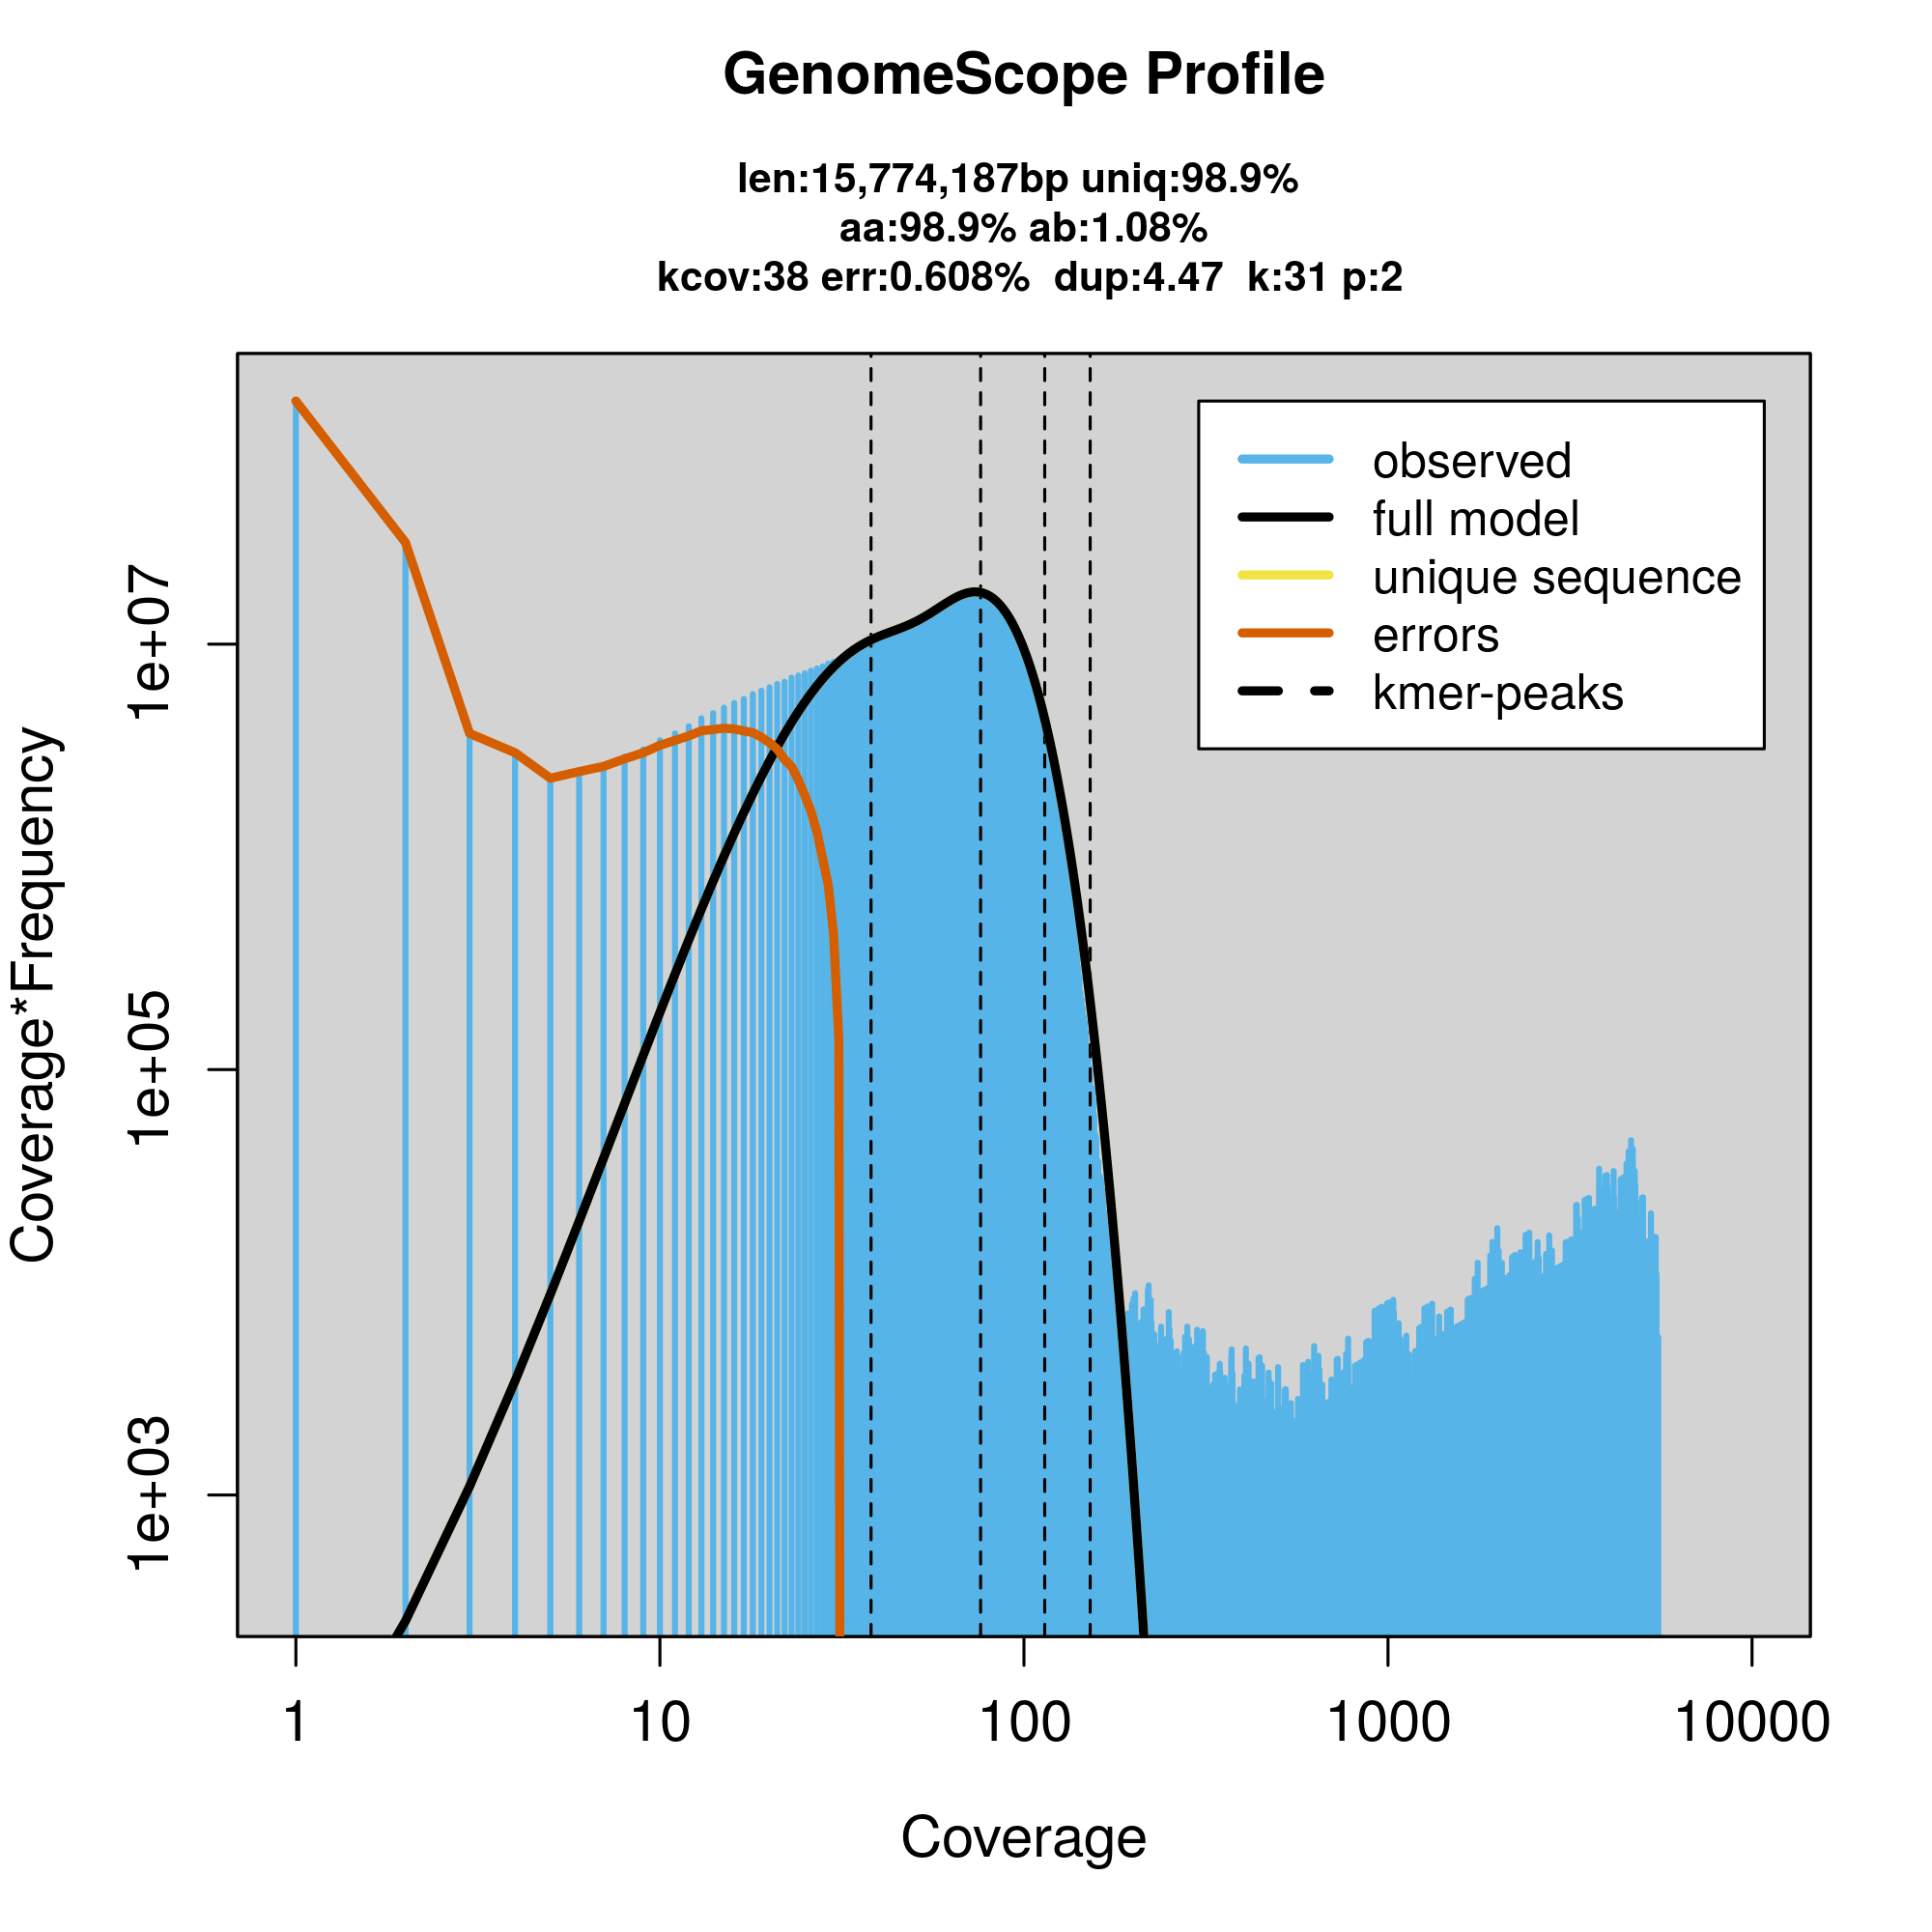 GenomeScope Profile
len:15,774,187bp uniq:98.9%
aa:98.9% ab:1.08%
kcov:38 err:0.608%  dup:4.47  k:31 p:2
observed
full model
unique sequence
errors
kmer-peaks
Coverage*Frequency
1e+07
1e+05
1e+03
1 10 100 1000 10000
Coverage